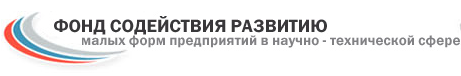 ФОНД СОДЕЙСТВИЯ РАЗВИТИЮ
малых форм предприятий в научно - технической сфере